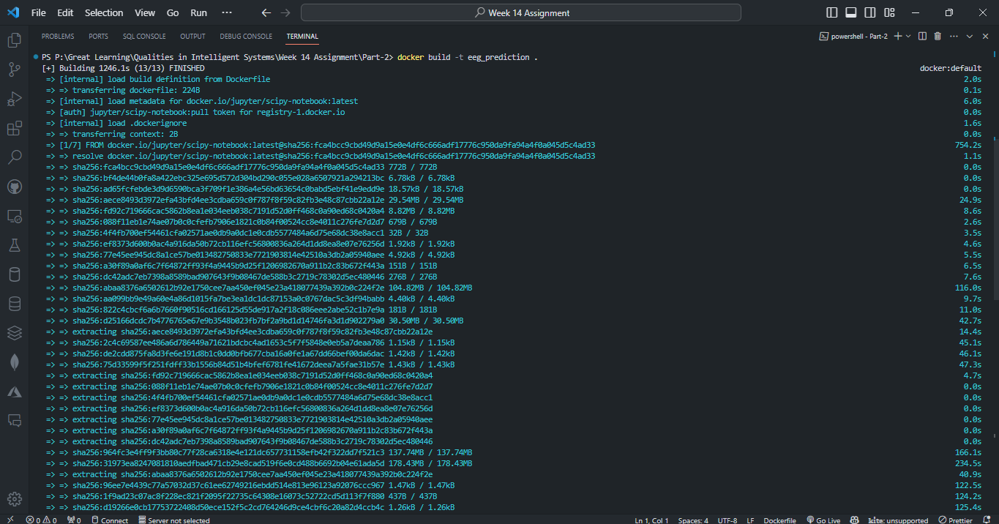 File Edit Selection View Go Run ··· Week 14 Assignment
PROBLEMS PORTS SQL CONSOLE OUTPUT DEBUG CONSOLE TERMINAL powershell - Part-2
PS P:\Great Learning\Qualities in Intelligent Systems\Week 14 Assignment\Part-2> docker build -t eeg_prediction .
[+] Building 1246.1s (13/13) FINISHED docker:default
=> [internal] load build definition from Dockerfile 2.0s
=> => transferring dockerfile: 224B 0.1s
=> [internal] load metadata for docker.io/jupyter/scipy-notebook:latest 6.0s
=> [auth] jupyter/scipy-notebook:pull token for registry-1.docker.io 0.0s
=> [internal] load .dockerignore 1.6s
=> => transferring context: 2B 0.0s
=> [1/7] FROM docker.io/jupyter/scipy-notebook:latest@sha256:fca4bcc9cbd49d9a15e0e4df6c666adf17776c950da9fa94a4f0a045d5c4ad33 754.2s
=> => resolve docker.io/jupyter/scipy-notebook:latest@sha256:fca4bcc9cbd49d9a15e0e4df6c666adf17776c950da9fa94a4f0a045d5c4ad33 1.1s
=> => sha256:fca4bcc9cbd49d9a15e0e4df6c666adf17776c950da9fa94a4f0a045d5c4ad33 772B / 772B 0.0s
=> => sha256:bf4de44b0fa8a422ebc325e695d572d304bd290c055e028a6507921a294213bc 6.78kB / 6.78kB 0.0s
=> => sha256:ad65fcfebde3d9d6590bca3f709f1e386a4e56bd63654c0babd5ebf41e9edd9e 18.57kB / 18.57kB 0.0s
=> => sha256:aece8493d3972efa43bfd4ee3cdba659c0f787f8f59c82fb3e48c87cbb22a12e 29.54MB / 29.54MB 24.9s
=> => sha256:fd92c719666cac5862b8ea1e034eeb038c7191d52d0ff468c0a90ed68c0420a4 8.82MB / 8.82MB 8.6s
=> => sha256:088f11eb1e74ae07b0c0cfefb7906e1821c0b84f00524cc8e4011c276fe7d2d7 679B / 679B 2.6s
=> => sha256:4f4fb700ef54461cfa02571ae0db9a0dc1e0cdb5577484a6d75e68dc38e8acc1 32B / 32B 3.5s
=> => sha256:ef8373d600b0ac4a916da50b72cb116efc56800836a264d1dd8ea8e07e76256d 1.92kB / 1.92kB 4.6s
=> => sha256:77e45ee945dc8a1ce57be013482750833e7721903814e42510a3db2a05940aee 4.92kB / 4.92kB 5.5s
=> => sha256:a30f89a0af6c7f64872ff93f4a9445b9d25f1206982670a911b2c83b672f443a 151B / 151B 6.5s
=> => sha256:dc42adc7eb7398a8589bad907643f9b08467de588b3c2719c78302d5ec480446 276B / 276B 7.6s
=> => sha256:abaa8376a6502612b92e1750cee7aa450ef045e23a418077439a392b0c224f2e 104.82MB / 104.82MB 116.0s
=> => sha256:aa099bb9e49a60e4a86d1015fa7be3ea1dc1dc87153a0c0767dac5c3df94babb 4.40kB / 4.40kB 9.7s
=> => sha256:822c4cbcf6a6b7660f90516cd166125d55de917a2f18c086eee2abe52c1b7e9a 181B / 181B 11.0s
=> => sha256:d25166dcdc7b4776765e67e9b3548b023fb7bf2a9bd1d14746fa3d1d902279a0 30.50MB / 30.50MB 42.7s
=> => extracting sha256:aece8493d3972efa43bfd4ee3cdba659c0f787f8f59c82fb3e48c87cbb22a12e 14.4s
=> => sha256:2c4c69587ee486a6d786449a71621bdcbc4ad1653c5f7f5848e0eb5a7deaa786 1.15kB / 1.15kB 45.1s
=> => sha256:de2cdd875fa8d3fe6e191d8b1c0dd0bfb677cba16a0fe1a67dd66bef00da6dac 1.42kB / 1.42kB 46.1s
=> => sha256:75d33599f5f251fdff33b1556b84d51b4bfef6781fe41672deea7a5fae31b57e 1.43kB / 1.43kB 47.3s
=> => extracting sha256:fd92c719666cac5862b8ea1e034eeb038c7191d52d0ff468c0a90ed68c0420a4 4.7s
=> => extracting sha256:088f11eb1e74ae07b0c0cfefb7906e1821c0b84f00524cc8e4011c276fe7d2d7 0.0s
=> => extracting sha256:4f4fb700ef54461cfa02571ae0db9a0dc1e0cdb5577484a6d75e68dc38e8acc1 0.0s
=> => extracting sha256:ef8373d600b0ac4a916da50b72cb116efc56800836a264d1dd8ea8e07e76256d 0.0s
=> => extracting sha256:77e45ee945dc8a1ce57be013482750833e7721903814e42510a3db2a05940aee 0.0s
=> => extracting sha256:a30f89a0af6c7f64872ff93f4a9445b9d25f1206982670a911b2c83b672f443a 0.0s
=> => extracting sha256:dc42adc7eb7398a8589bad907643f9b08467de588b3c2719c78302d5ec480446 0.0s
=> => sha256:964fc3e4ff9f3bb80c77f28ca6318e4e121dc657731158efb42f322dd7f521c3 137.74MB / 137.74MB 166.1s
=> => sha256:31973ea8247081810aedfbad471cb29e8cad519f6e0cd488b6692b04e61ada5d 178.43MB / 178.43MB 234.5s
=> => extracting sha256:abaa8376a6502612b92e1750cee7aa450ef045e23a418077439a392b0c224f2e 40.9s
=> => sha256:96ee7e4439c77a57032d37c61ee62749216ebdd514e813e96123a92076ccc967 1.47kB / 1.47kB 122.5s
=> => sha256:1f9ad23c07ac8f228ec821f2095f22735c64308e16073c52722cd5d113f7f880 437B / 437B 124.2s
=> => sha256:d19266e0cb17753722408d50ece152f5c2cd764246d9ce4cbf6c20a82d4ccb4c 1.26kB / 1.26kB 125.4s
0 0 0 Connect Server not selected Ln 1, Col 1 Spaces: 4 UTF-8 LF Dockerfile Go Live kite: unsupported Prettier